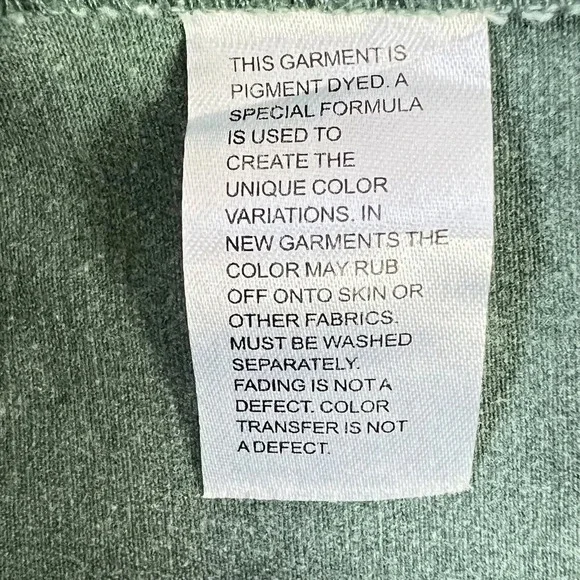 THIS GARMENT IS
PIGMENT DYED. A
SPECIAL FORMULA
IS USED TO
CREATE THE
UNIQUE COLOR
VARIATIONS. IN
NEW GARMENTS THE
COLOR MAY RUB
OFF ONTO SKIN OR
OTHER FABRICS.
MUST BE WASHED
SEPARATELY.
FADING IS NOT A
DEFECT. COLOR
TRANSFER IS NOT
A DEFECT.